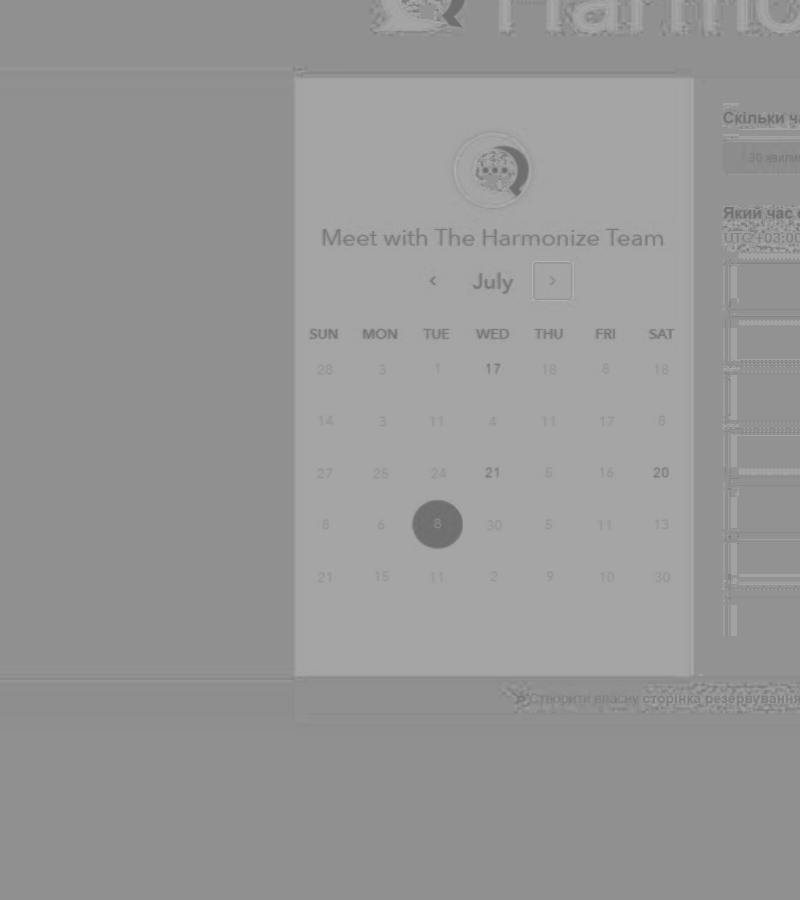 Harmo
Meet with The Harmonize Team
‹ July ›
SUN MON TUE WED THU FRI SAT
28 3 1 17 18 8 18
14 3 11 4 11 17 8
27 25 24 21 5 16 20
8 6 8 30 5 11 13
21 15 11 2 9 10 30
Скільки ча
30 хвили
Який час
UTC+03:00
Створити власну сторінка резервування